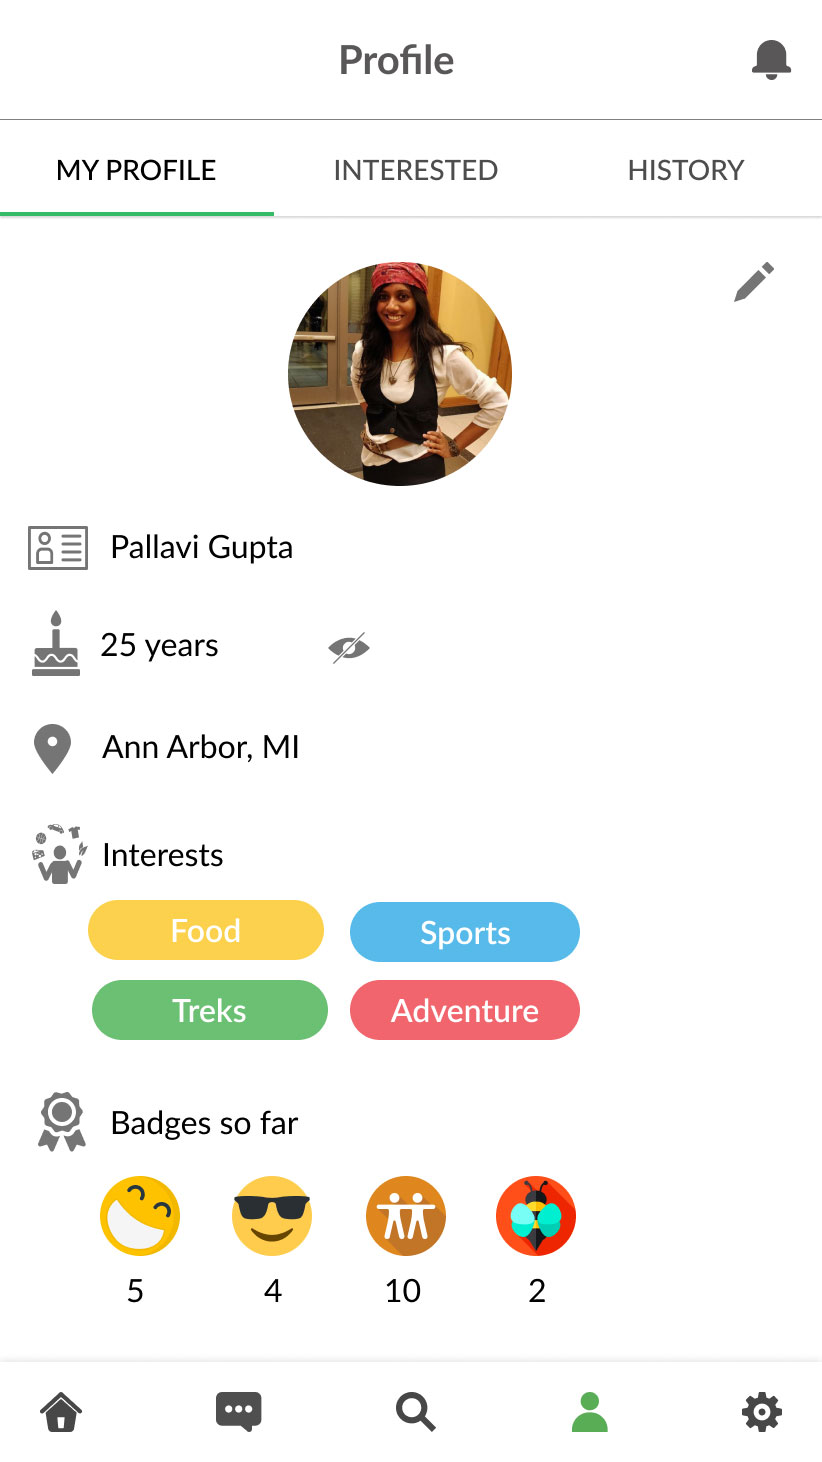 Profile
MY PROFILE INTERESTED HISTORY
Pallavi Gupta
25 years
Ann Arbor, MI
Interests
Food Sports
Treks Adventure
Badges so far
5 4 10 2